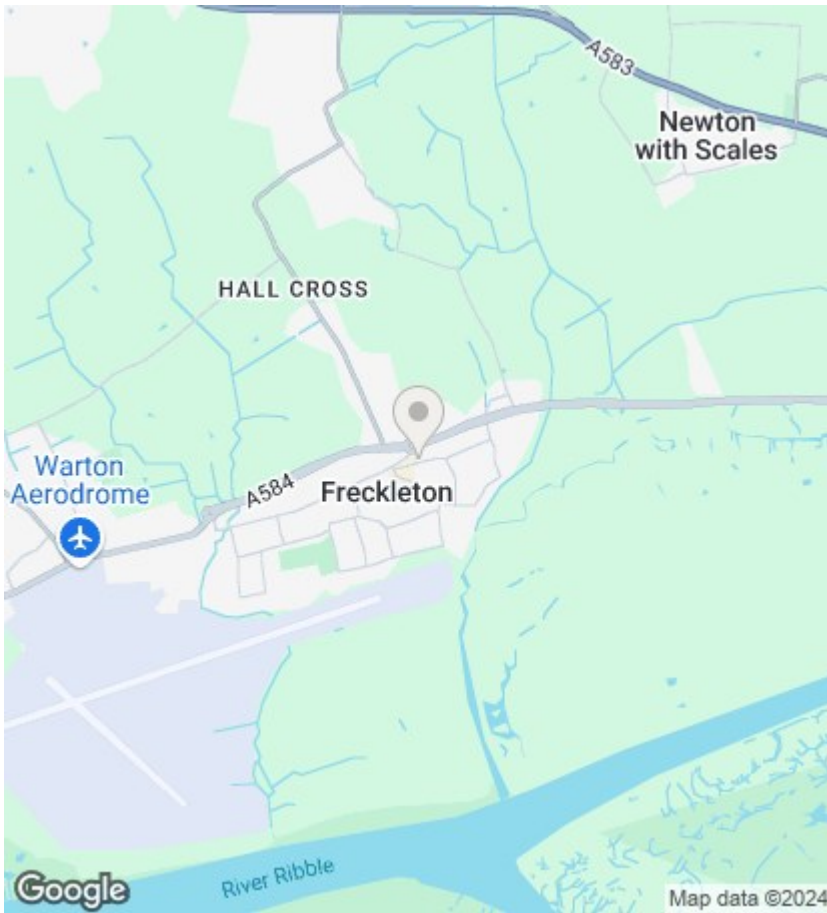 A583
Newton
with Scales
HALL CROSS
Warton
Aerodrome
A584
Freckleton
River Ribble
Google
Map data ©2024